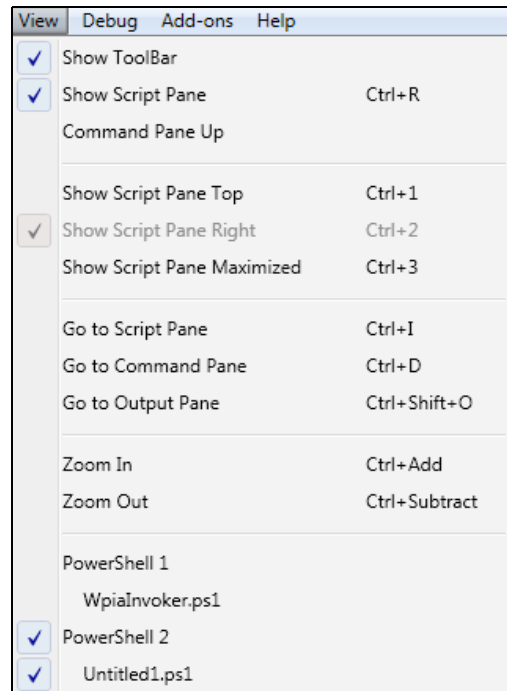 View Debug Add-ons Help
Show ToolBar
Show Script Pane Ctrl+R
Command Pane Up
Show Script Pane Top Ctrl+1
Show Script Pane Right Ctrl+2
Show Script Pane Maximized Ctrl+3
Go to Script Pane Ctrl+I
Go to Command Pane Ctrl+D
Go to Output Pane Ctrl+Shift+O
Zoom In Ctrl+Add
Zoom Out Ctrl+Subtract
PowerShell 1
WpiaInvoker.ps1
PowerShell 2
Untitled1.ps1